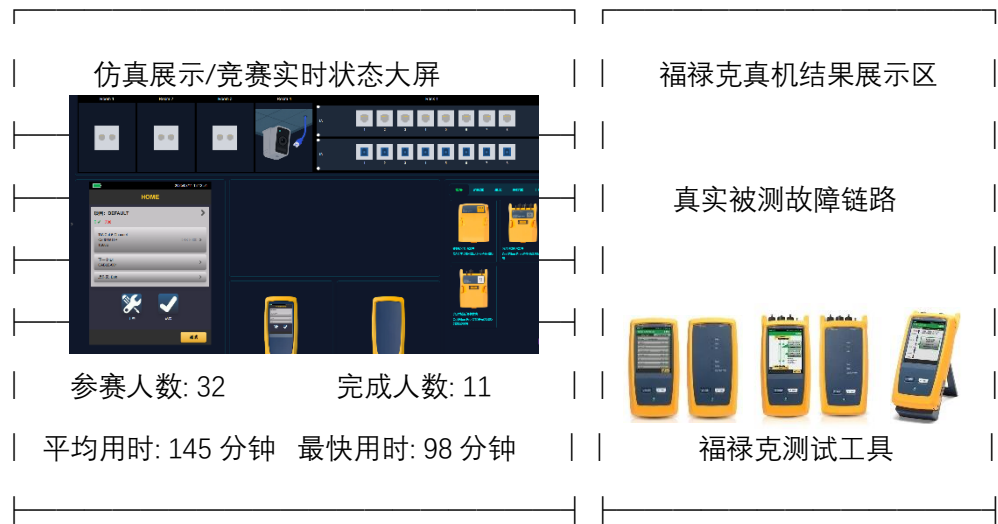 仿真展示/竞赛实时状态大屏
HOME
DEFAULT
参赛人数: 32 完成人数: 11
平均用时: 145 分钟 最快用时: 98 分钟
福禄克真机结果展示区
真实被测故障链路
福禄克测试工具